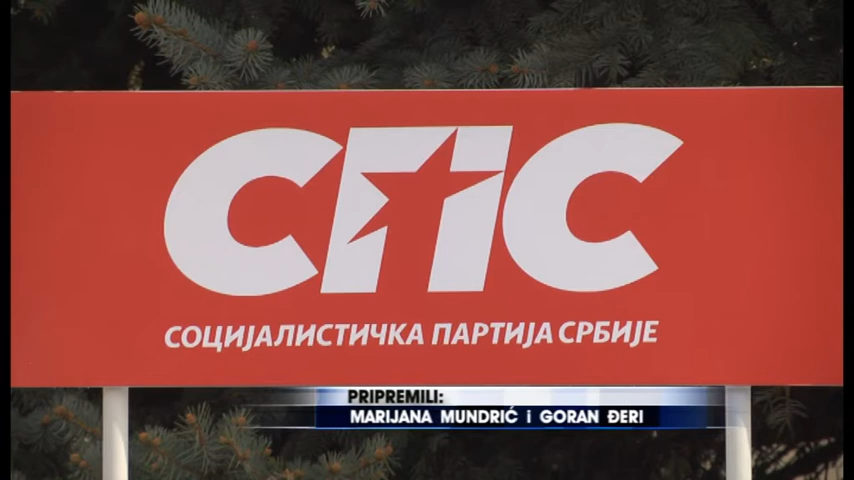 СПС
СОЦИЈАЛИСТИЧКА ПАРТИЈА СРБИЈЕ
PRIPREMILI:
MARIJANA MUNDRIĆ i GORAN ĐERI